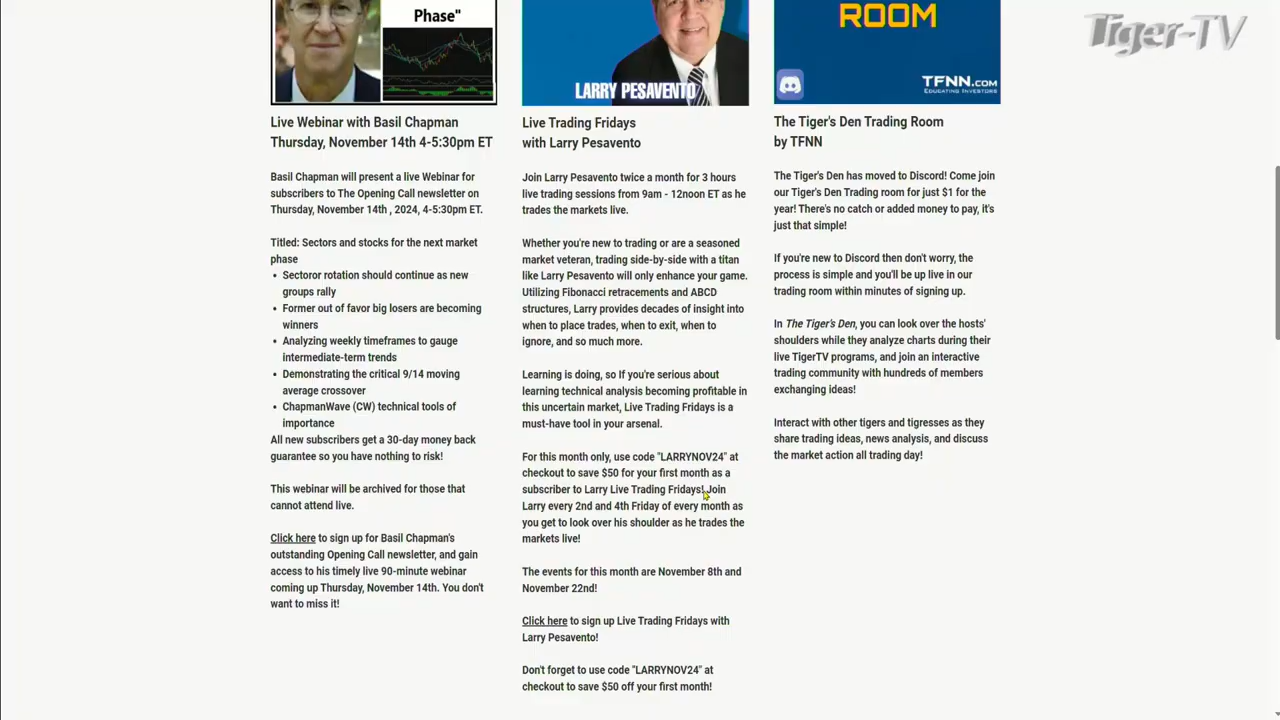 Tiger-TV
Phase"
LARRY PESAVENTO
ROOM
TFNN.COM
EDUCATING INVESTORS
Live Webinar with Basil Chapman
Thursday, November 14th 4-5:30pm ET
Basil Chapman will present a live Webinar for
subscribers to The Opening Call newsletter on
Thursday, November 14th , 2024, 4-5:30pm ET.
Titled: Sectors and stocks for the next market
phase
• Sectoror rotation should continue as new
groups rally
• Former out of favor big losers are becoming
winners
• Analyzing weekly timeframes to gauge
intermediate-term trends
• Demonstrating the critical 9/14 moving
average crossover
• ChapmanWave (CW) technical tools of
importance
All new subscribers get a 30-day money back
guarantee so you have nothing to risk!
This webinar will be archived for those that
cannot attend live.
Click here to sign up for Basil Chapman's
outstanding Opening Call newsletter, and gain
access to his timely live 90-minute webinar
coming up Thursday, November 14th. You don't
want to miss it!
Live Trading Fridays
with Larry Pesavento
Join Larry Pesavento twice a month for 3 hours
live trading sessions from 9am - 12noon ET as he
trades the markets live.
Whether you're new to trading or are a seasoned
market veteran, trading side-by-side with a titan
like Larry Pesavento will only enhance your game.
Utilizing Fibonacci retracements and ABCD
structures, Larry provides decades of insight into
when to place trades, when to exit, when to
ignore, and so much more.
Learning is doing, so If you're serious about
learning technical analysis becoming profitable in
this uncertain market, Live Trading Fridays is a
must-have tool in your arsenal.
For this month only, use code "LARRYNOV24" at
checkout to save $50 for your first month as a
subscriber to Larry Live Trading Fridays! Join
Larry every 2nd and 4th Friday of every month as
you get to look over his shoulder as he trades the
markets live!
The events for this month are November 8th and
November 22nd!
Click here to sign up Live Trading Fridays with
Larry Pesavento!
Don't forget to use code "LARRYNOV24" at
checkout to save $50 off your first month!
The Tiger's Den Trading Room
by TFNN
The Tiger's Den has moved to Discord! Come join
our Tiger's Den Trading room for just $1 for the
year! There's no catch or added money to pay, it's
just that simple!
If you're new to Discord then don't worry, the
process is simple and you'll be up live in our
trading room within minutes of signing up.
In The Tiger's Den, you can look over the hosts'
shoulders while they analyze charts during their
live TigerTV programs, and join an interactive
trading community with hundreds of members
exchanging ideas!
Interact with other tigers and tigresses as they
share trading ideas, news analysis, and discuss
the market action all trading day!